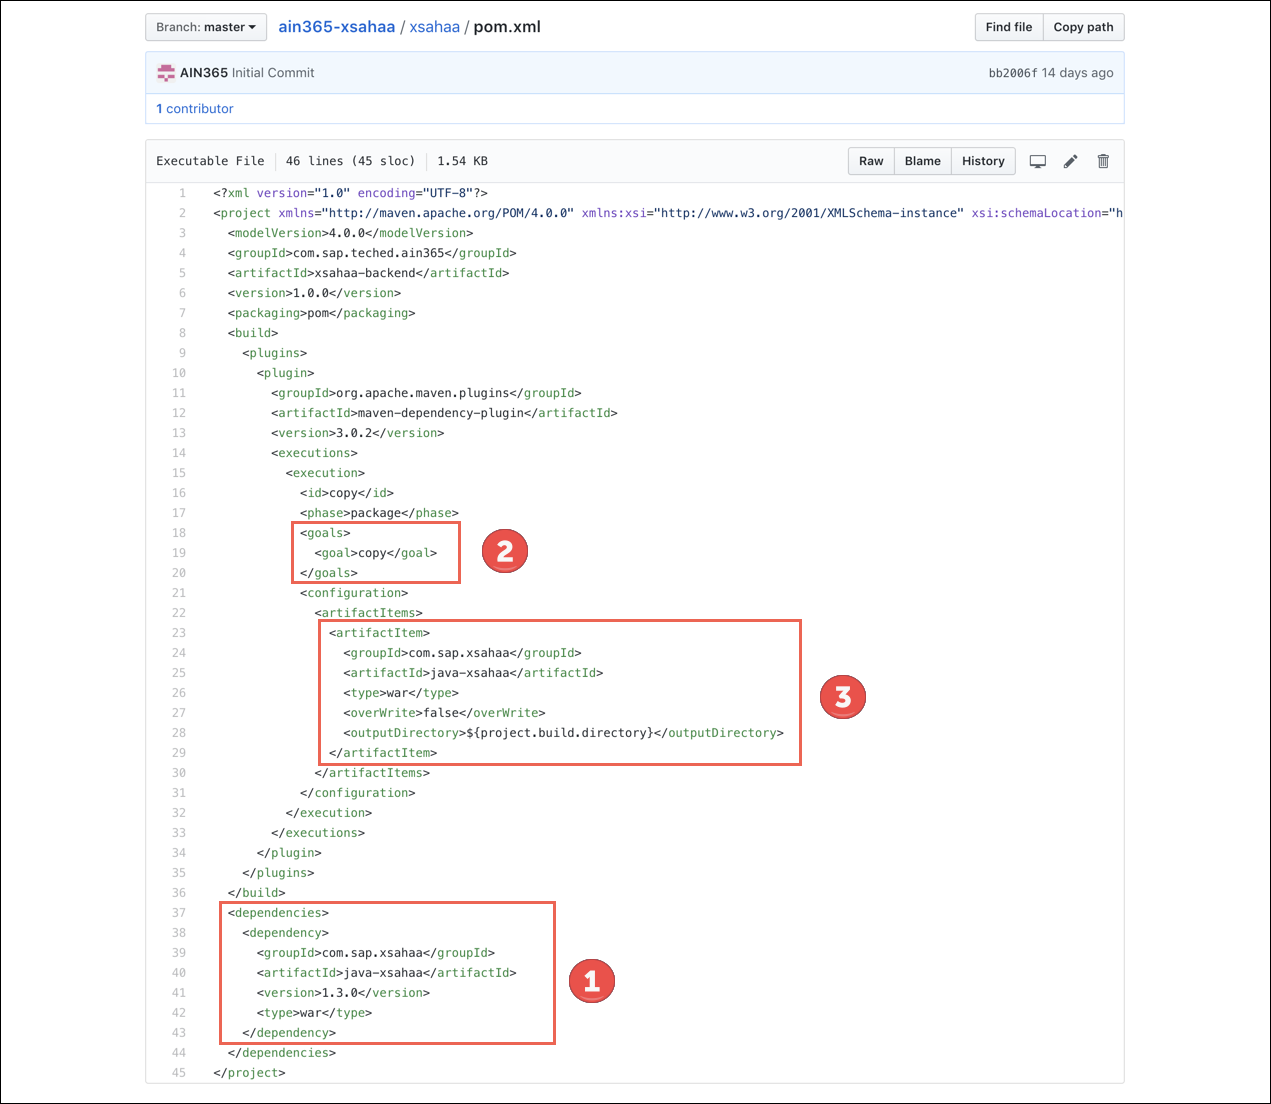 Branch: master
ain365-xsahaa / xsahaa / pom.xml
Find file
Copy path
AIN365 Initial Commit
bb2006f 14 days ago
1 contributor
Executable File
46 lines (45 sloc)
1.54 KB
Raw
Blame
History
1 <?xml version="1.0" encoding="UTF-8"?>
2 <project xmlns="http://maven.apache.org/POM/4.0.0" xmlns:xsi="http://www.w3.org/2001/XMLSchema-instance" xsi:schemaLocation="h
3 <modelVersion>4.0.0</modelVersion>
4 <groupId>com.sap.teched.ain365</groupId>
5 <artifactId>xsahaa-backend</artifactId>
6 <version>1.0.0</version>
7 <packaging>pom</packaging>
8 <build>
9 <plugins>
10 <plugin>
11 <groupId>org.apache.maven.plugins</groupId>
12 <artifactId>maven-dependency-plugin</artifactId>
13 <version>3.0.2</version>
14 <executions>
15 <execution>
16 <id>copy</id>
17 <phase>package</phase>
18 <goals>
19 <goal>copy</goal>
2
20 </goals>
21 <configuration>
22 <artifactItems>
23 <artifactItem>
24 <groupId>com.sap.xsahaa</groupId>
25 <artifactId>java-xsahaa</artifactId>
26 <type>war</type>
3
27 <overWrite>false</overWrite>
28 <outputDirectory>${project.build.directory}</outputDirectory>
29 </artifactItem>
30 </artifactItems>
31 </configuration>
32 </execution>
33 </executions>
34 </plugin>
35 </plugins>
36 </build>
37 <dependencies>
38 <dependency>
39 <groupId>com.sap.xsahaa</groupId>
40 <artifactId>java-xsahaa</artifactId>
1
41 <version>1.3.0</version>
42 <type>war</type>
43 </dependency>
44 </dependencies>
45 </project>